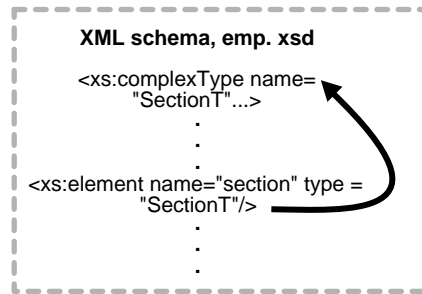 XML schema, emp. xsd
<xs:complexType name=
"SectionT"...>
.
.
.
<xs:element name="section" type =
"SectionT"/>
.
.
.